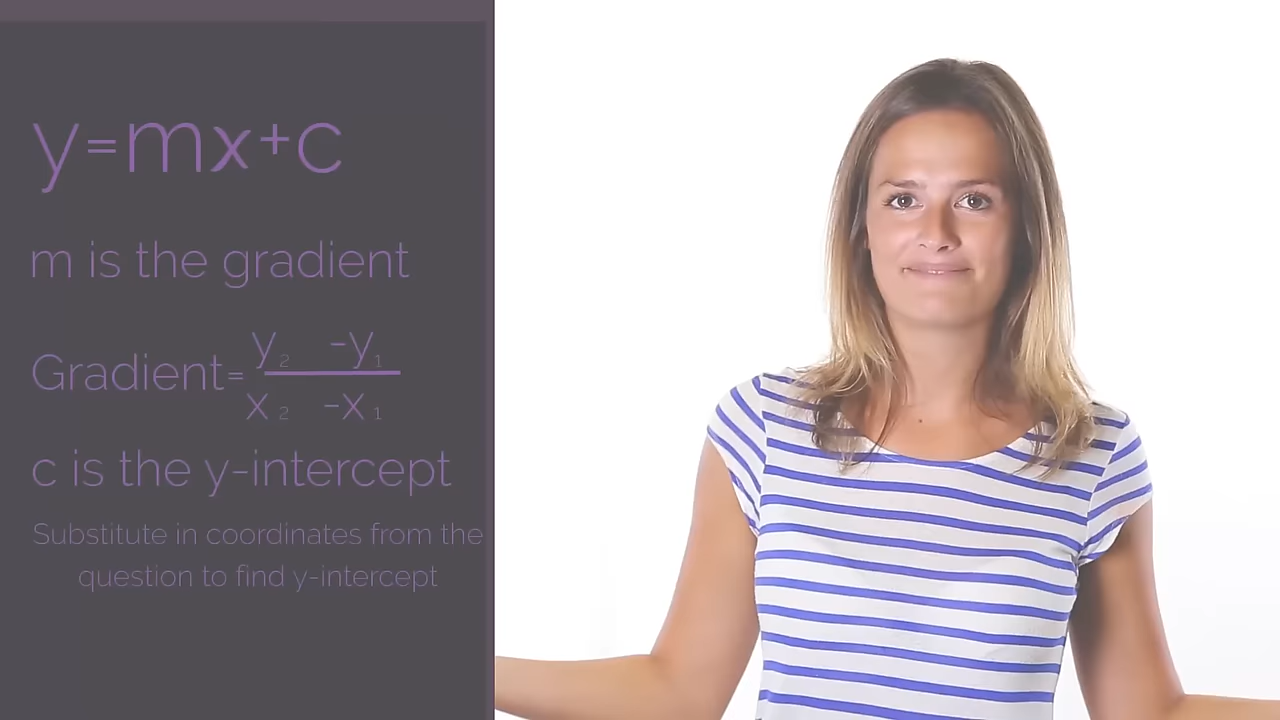 y=mx+c
m is the gradient
Gradient= y₂ -y₁
x₂ -x₁
c is the y-intercept
Substitute in coordinates from the
question to find y-intercept